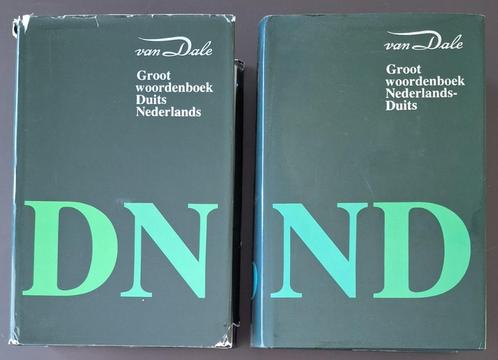 van Dale
Groot
woordenboek
Duits
Nederlands
DN
van Dale
Groot
woordenboek
Nederlands-
Duits
ND